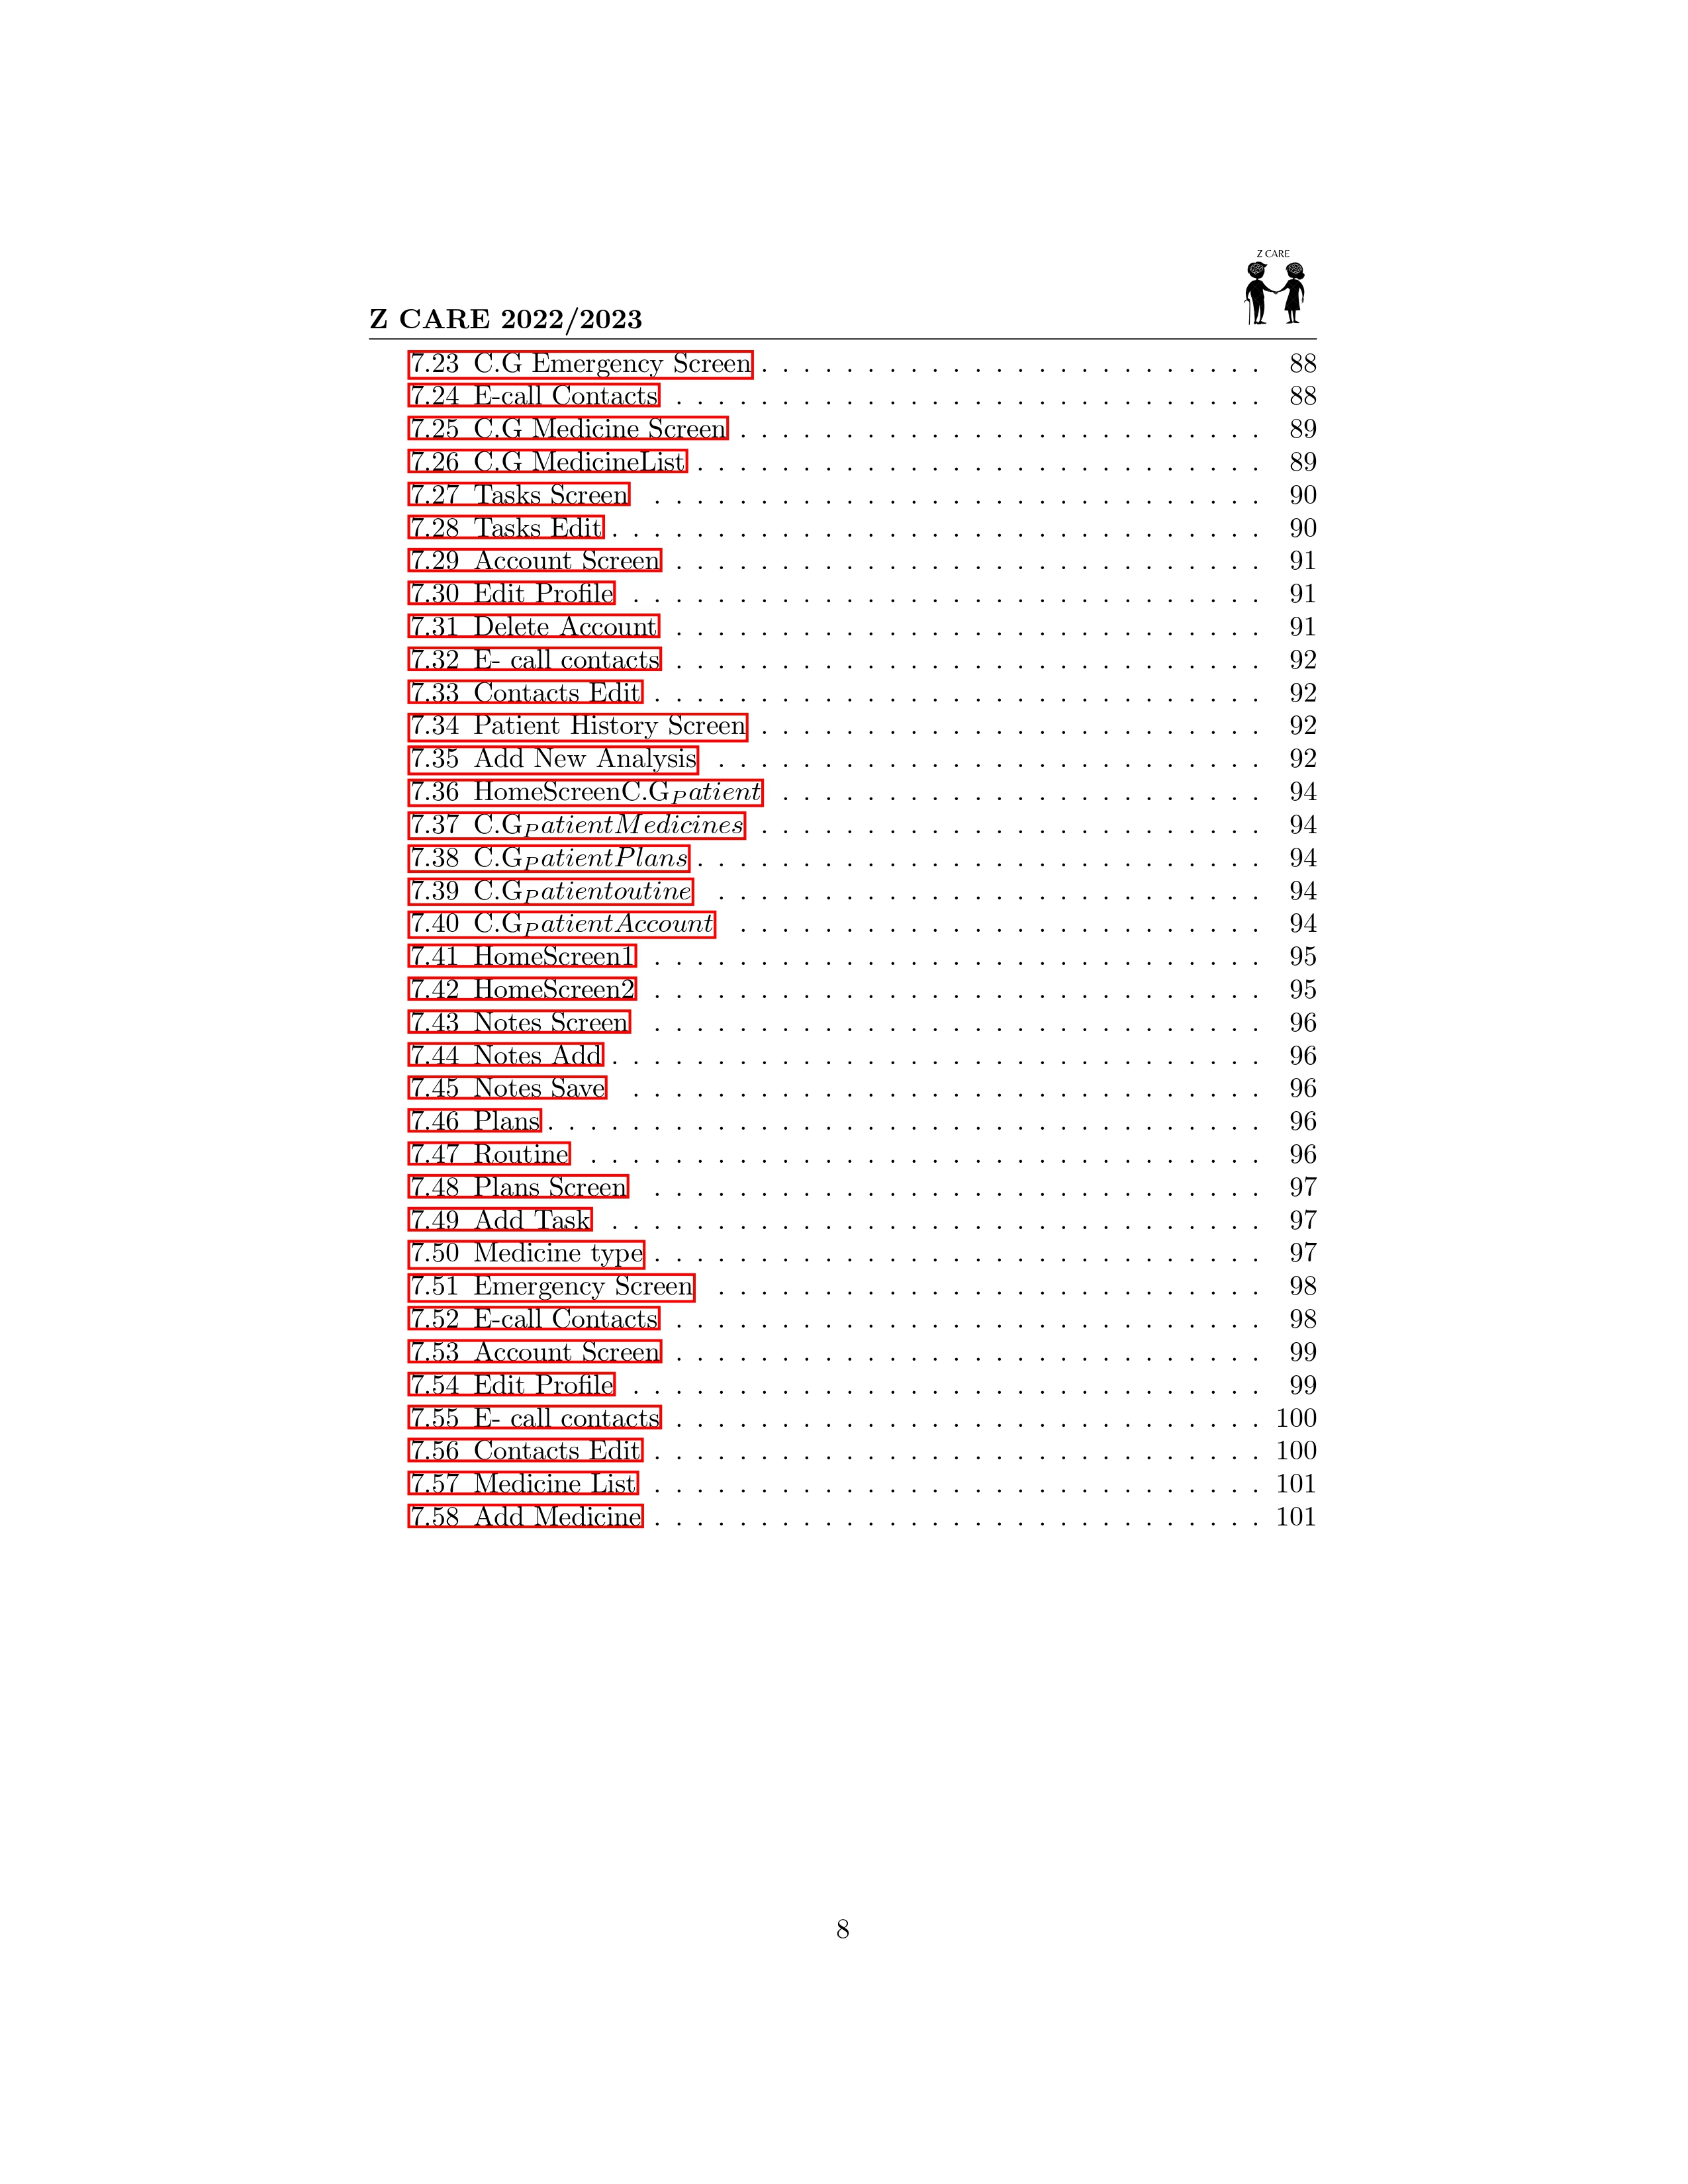 Z CARE
Z CARE 2022/2023
7.23 C.G Emergency Screen . . . . . . . . . . . . . . . . . . . . . . . . 88
7.24 E-call Contacts . . . . . . . . . . . . . . . . . . . . . . . . . . . . 88
7.25 C.G Medicine Screen . . . . . . . . . . . . . . . . . . . . . . . . . 89
7.26 C.G MedicineList . . . . . . . . . . . . . . . . . . . . . . . . . . . 89
7.27 Tasks Screen . . . . . . . . . . . . . . . . . . . . . . . . . . . . . 90
7.28 Tasks Edit . . . . . . . . . . . . . . . . . . . . . . . . . . . . . . . 90
7.29 Account Screen . . . . . . . . . . . . . . . . . . . . . . . . . . . . 91
7.30 Edit Profile . . . . . . . . . . . . . . . . . . . . . . . . . . . . . . 91
7.31 Delete Account . . . . . . . . . . . . . . . . . . . . . . . . . . . . 91
7.32 E- call contacts . . . . . . . . . . . . . . . . . . . . . . . . . . . . 92
7.33 Contacts Edit . . . . . . . . . . . . . . . . . . . . . . . . . . . . . 92
7.34 Patient History Screen . . . . . . . . . . . . . . . . . . . . . . . . 92
7.35 Add New Analysis . . . . . . . . . . . . . . . . . . . . . . . . . . 92
7.36 HomeScreenC.GPatient . . . . . . . . . . . . . . . . . . . . . . . 94
7.37 C.GPatientMedicines . . . . . . . . . . . . . . . . . . . . . . . . 94
7.38 C.GPatientPlans . . . . . . . . . . . . . . . . . . . . . . . . . . . 94
7.39 C.GPatientoutine . . . . . . . . . . . . . . . . . . . . . . . . . . 94
7.40 C.GPatientAccount . . . . . . . . . . . . . . . . . . . . . . . . . 94
7.41 HomeScreen1 . . . . . . . . . . . . . . . . . . . . . . . . . . . . . 95
7.42 HomeScreen2 . . . . . . . . . . . . . . . . . . . . . . . . . . . . . 95
7.43 Notes Screen . . . . . . . . . . . . . . . . . . . . . . . . . . . . . 96
7.44 Notes Add . . . . . . . . . . . . . . . . . . . . . . . . . . . . . . . 96
7.45 Notes Save . . . . . . . . . . . . . . . . . . . . . . . . . . . . . . 96
7.46 Plans . . . . . . . . . . . . . . . . . . . . . . . . . . . . . . . . . . 96
7.47 Routine . . . . . . . . . . . . . . . . . . . . . . . . . . . . . . . . 96
7.48 Plans Screen . . . . . . . . . . . . . . . . . . . . . . . . . . . . . 97
7.49 Add Task . . . . . . . . . . . . . . . . . . . . . . . . . . . . . . . 97
7.50 Medicine type . . . . . . . . . . . . . . . . . . . . . . . . . . . . . 97
7.51 Emergency Screen . . . . . . . . . . . . . . . . . . . . . . . . . . 98
7.52 E-call Contacts . . . . . . . . . . . . . . . . . . . . . . . . . . . . 98
7.53 Account Screen . . . . . . . . . . . . . . . . . . . . . . . . . . . . 99
7.54 Edit Profile . . . . . . . . . . . . . . . . . . . . . . . . . . . . . . 99
7.55 E- call contacts . . . . . . . . . . . . . . . . . . . . . . . . . . . . 100
7.56 Contacts Edit . . . . . . . . . . . . . . . . . . . . . . . . . . . . . 100
7.57 Medicine List . . . . . . . . . . . . . . . . . . . . . . . . . . . . . 101
7.58 Add Medicine . . . . . . . . . . . . . . . . . . . . . . . . . . . . . 101
8